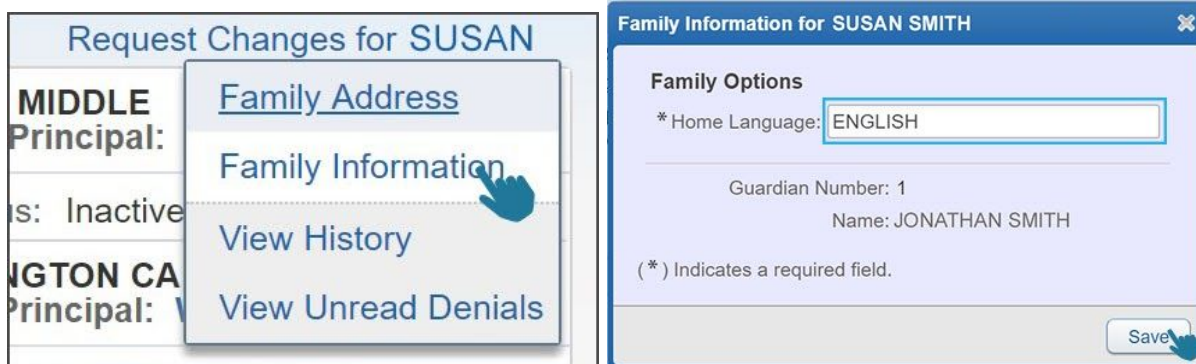 Request Changes for SUSAN
MIDDLE
Principal:
Inactive
Principal:
Family Address
Family Information
View History
View Unread Denials
Family Information for SUSAN SMITH
Family Options
* Home Language: ENGLISH
Guardian Number: 1
Name: JONATHAN SMITH
(*) Indicates a required field.
Save